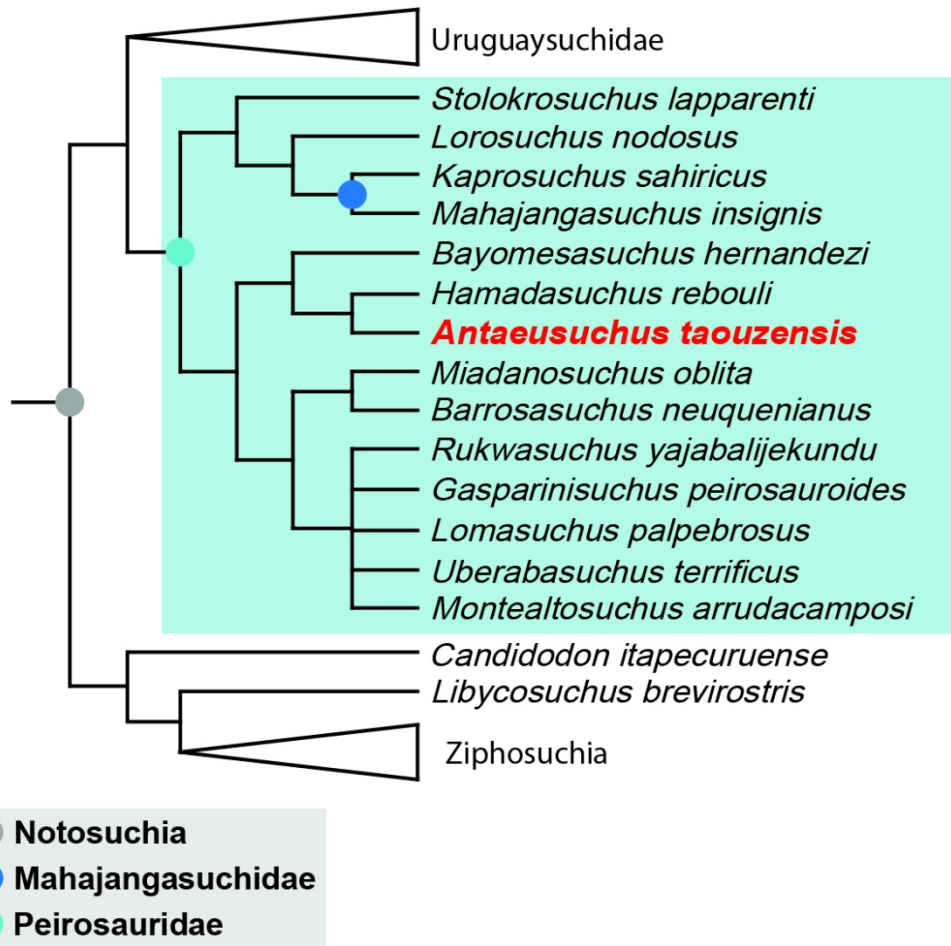 Uruguaysuchidae
Stolokrosuchus lapparenti
Lorosuchus nodosus
Kaprosuchus sahiricus
Mahajangasuchus insignis
Bayomesasuchus hernandezi
Hamadasuchus rebouli
Antaeusuchus taouzensis
Miadanosuchus oblita
Barrosasuchus neuquenianus
Rukwasuchus yajabalijekundu
Gasparinisuchus peirosauroides
Lomasuchus palpebrosus
Uberabasuchus terrificus
Montealtosuchus arrudacamposi
Candidodon itapecuruense
Libycosuchus brevirostris
Ziphosuchia
Notosuchia
Mahajangasuchidae
Peirosauridae